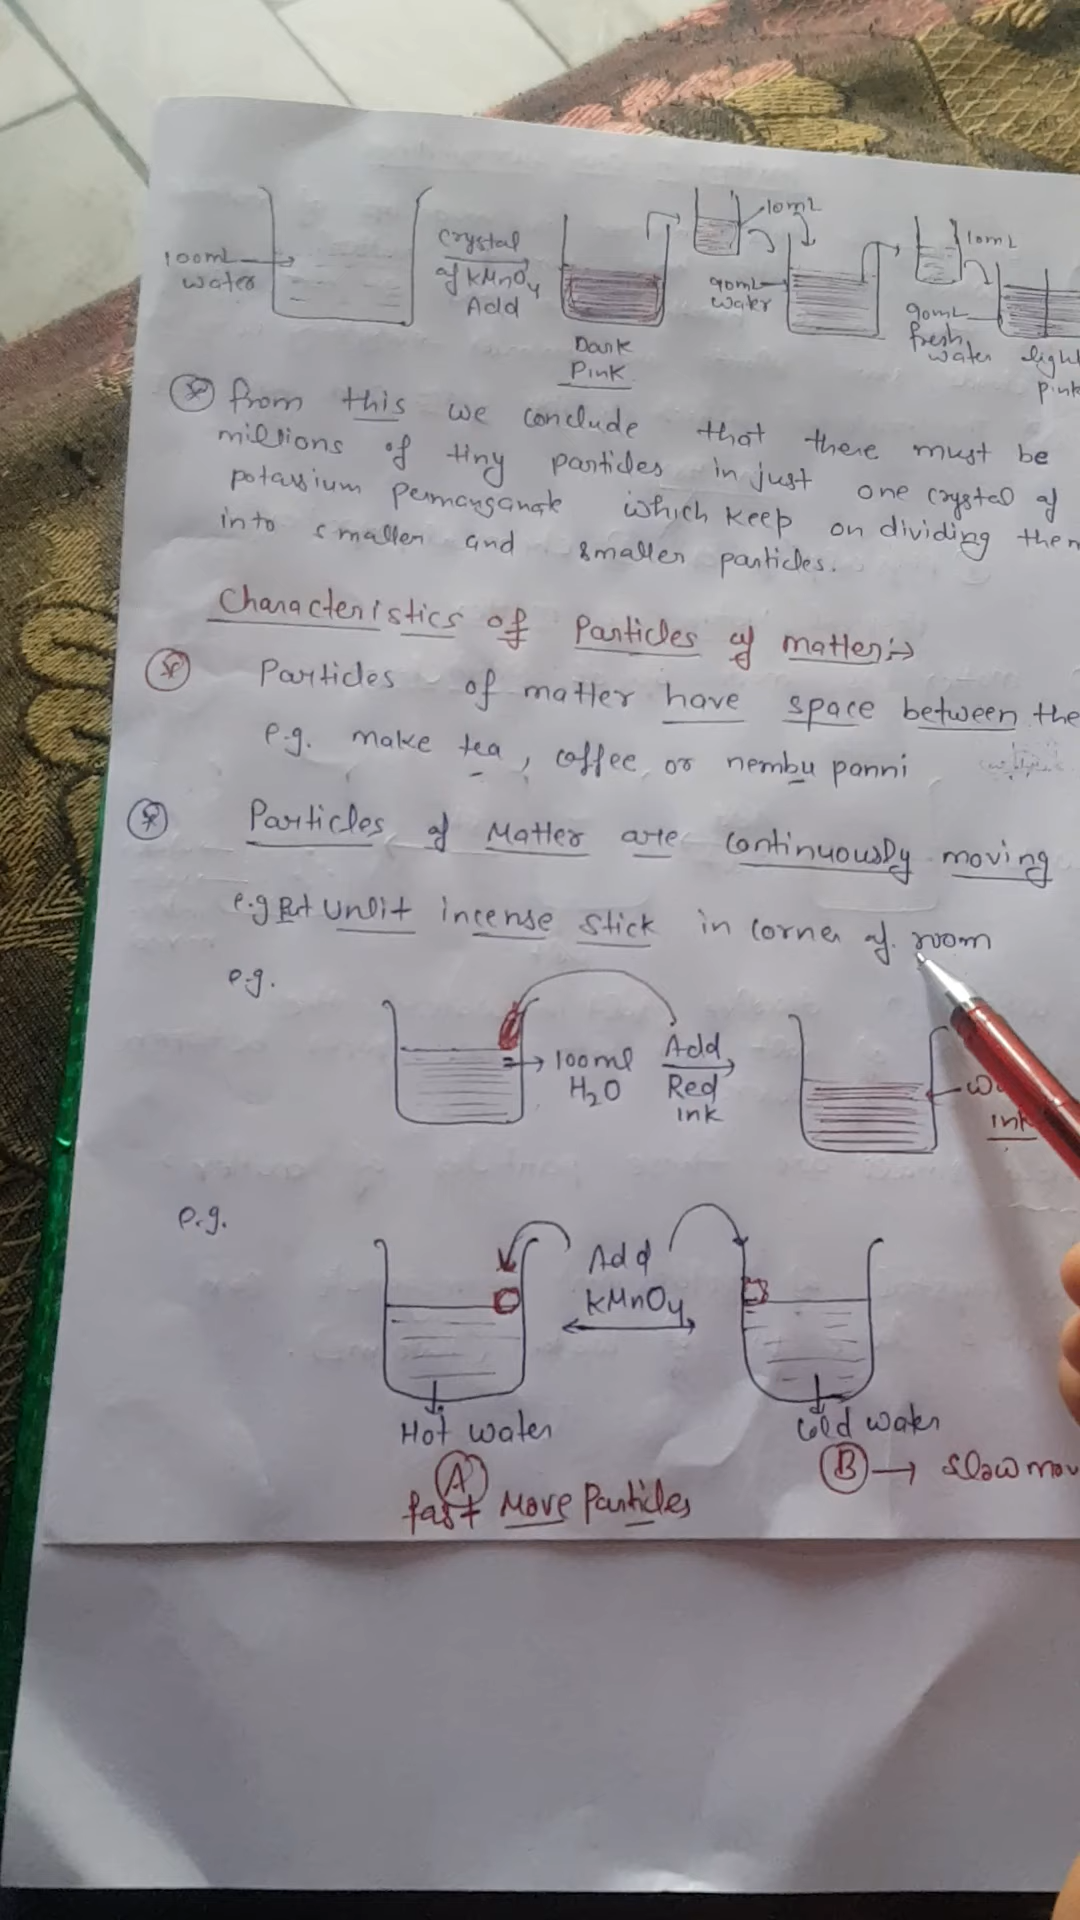 100mL
water
Crystal
of KMnO4
Add
Dark
Pink
10mL
90mL
water
10mL
90mL
fresh
water
light
pink
from this we conclude that there must be
millions of tiny particles in just one crystal of
potassium permanganate which keep on dividing them
into smaller and smaller particles.
Characteristics of Particles of matter:→
Particles of matter have space between the
e.g. make tea, coffee, or nembu panni
Particles of Matter are continuously moving
e.g Put Unlit incense stick in corner of room
e.g.
100ml
H2O
Add
Red
ink
ink
e.g.
Add
KMnO4
Hot water
Cold water
A
fast Move Particles
B → Slow mov